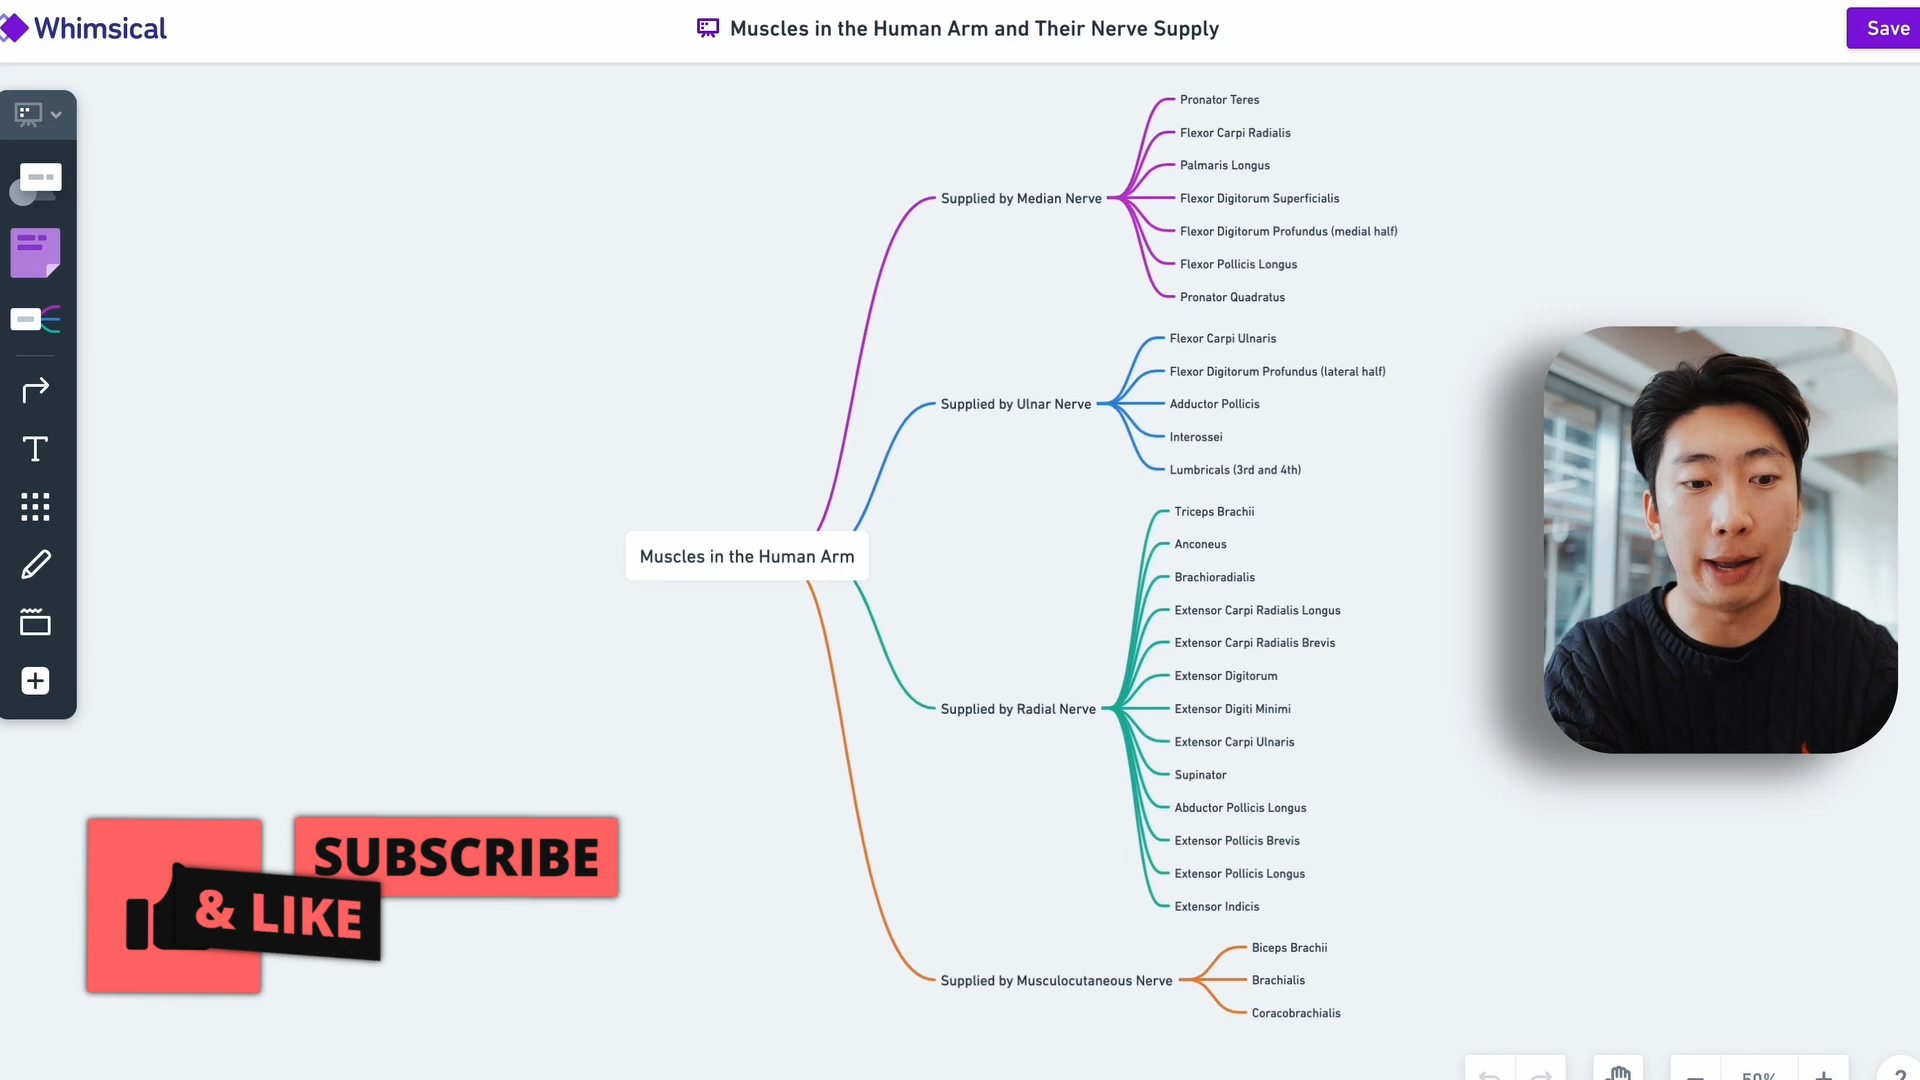 Whimsical
Muscles in the Human Arm and Their Nerve Supply
Save
Pronator Teres
Flexor Carpi Radialis
Palmaris Longus
Supplied by Median Nerve
Flexor Digitorum Superficialis
Flexor Digitorum Profundus (medial half)
Flexor Pollicis Longus
Pronator Quadratus
Flexor Carpi Ulnaris
Flexor Digitorum Profundus (lateral half)
Supplied by Ulnar Nerve
Adductor Pollicis
Interossei
Lumbricals (3rd and 4th)
Muscles in the Human Arm
Triceps Brachii
Anconeus
Brachioradialis
Extensor Carpi Radialis Longus
Extensor Carpi Radialis Brevis
Extensor Digitorum
Supplied by Radial Nerve
Extensor Digiti Minimi
Extensor Carpi Ulnaris
Supinator
Abductor Pollicis Longus
Extensor Pollicis Brevis
Extensor Pollicis Longus
Extensor Indicis
Supplied by Musculocutaneous Nerve
Biceps Brachii
Brachialis
Coracobrachialis
SUBSCRIBE
& LIKE
50%